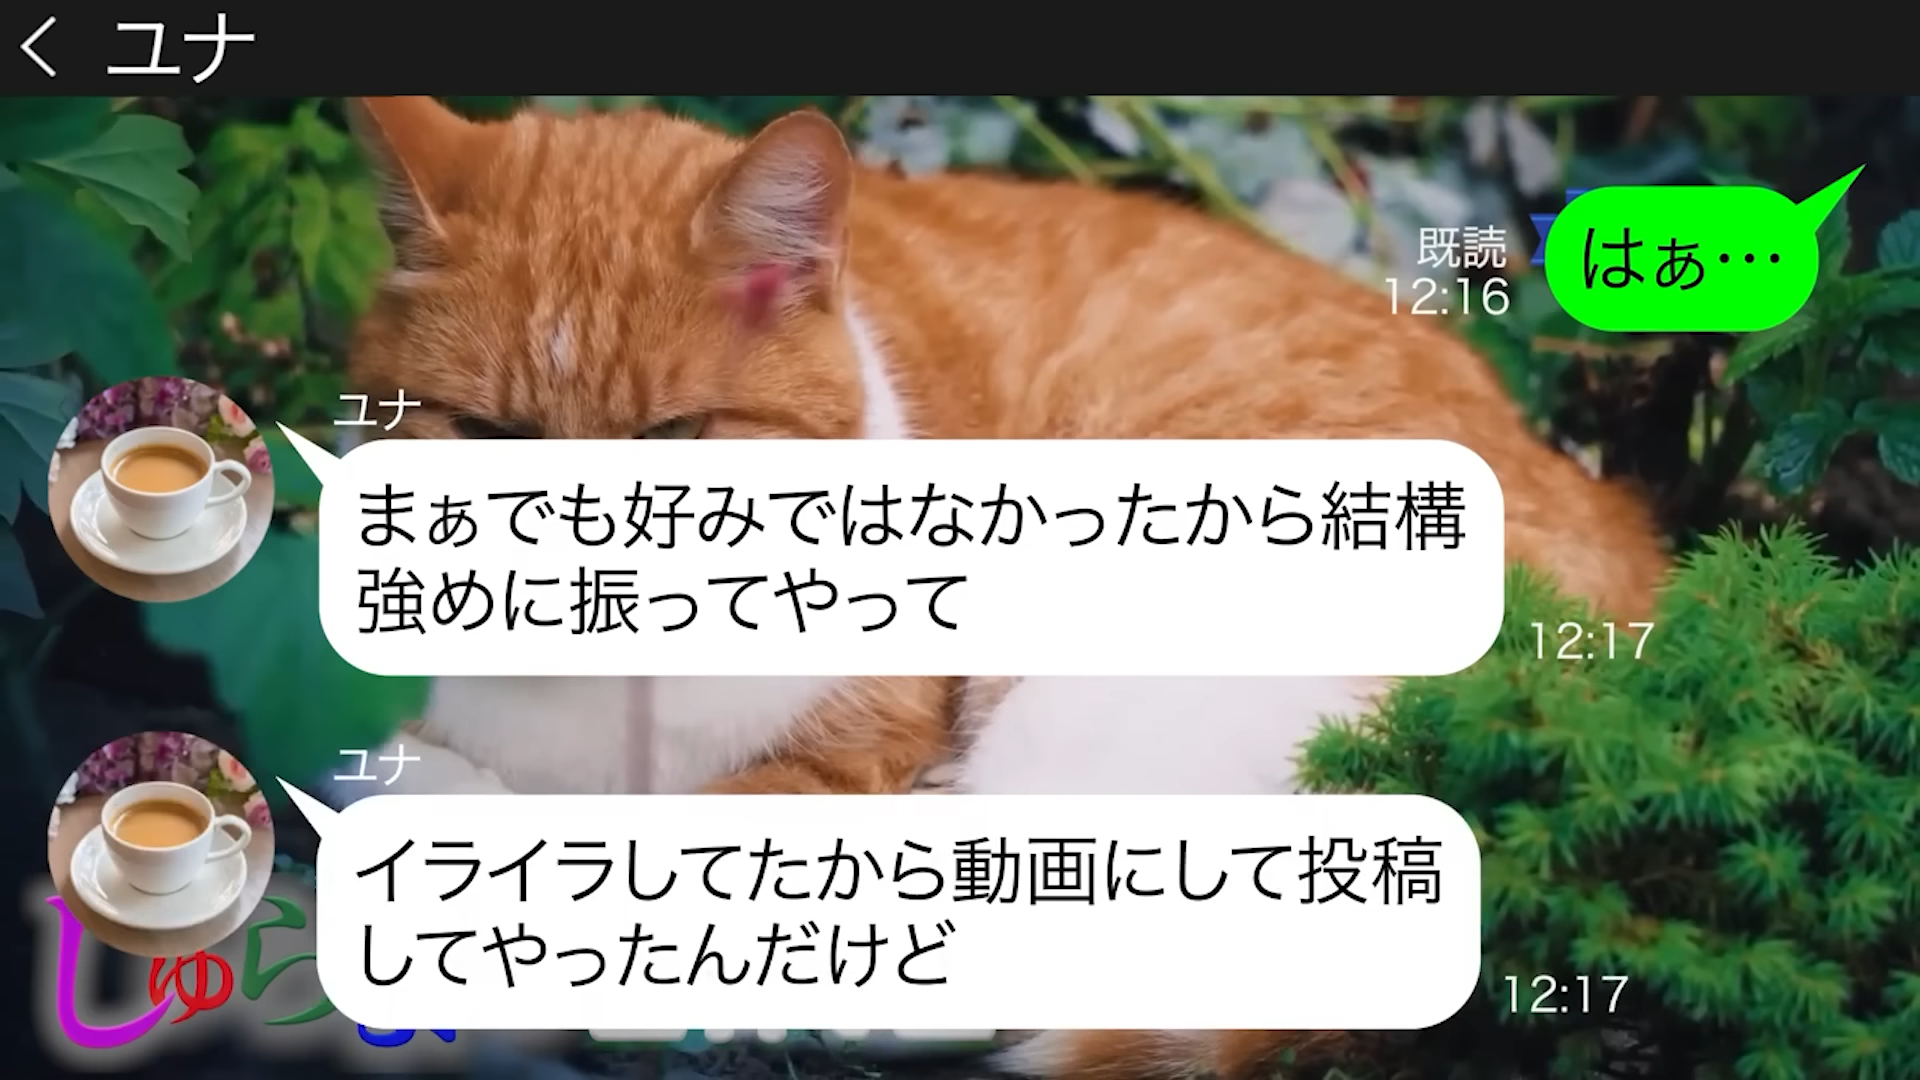 ユナ
はぁ…
既読
12:16
ユナ
まぁでも好みではなかったから結構
強めに振ってやって
12:17
ユナ
イライラしてたから動画にして投稿
してやったんだけど
12:17
しゅら